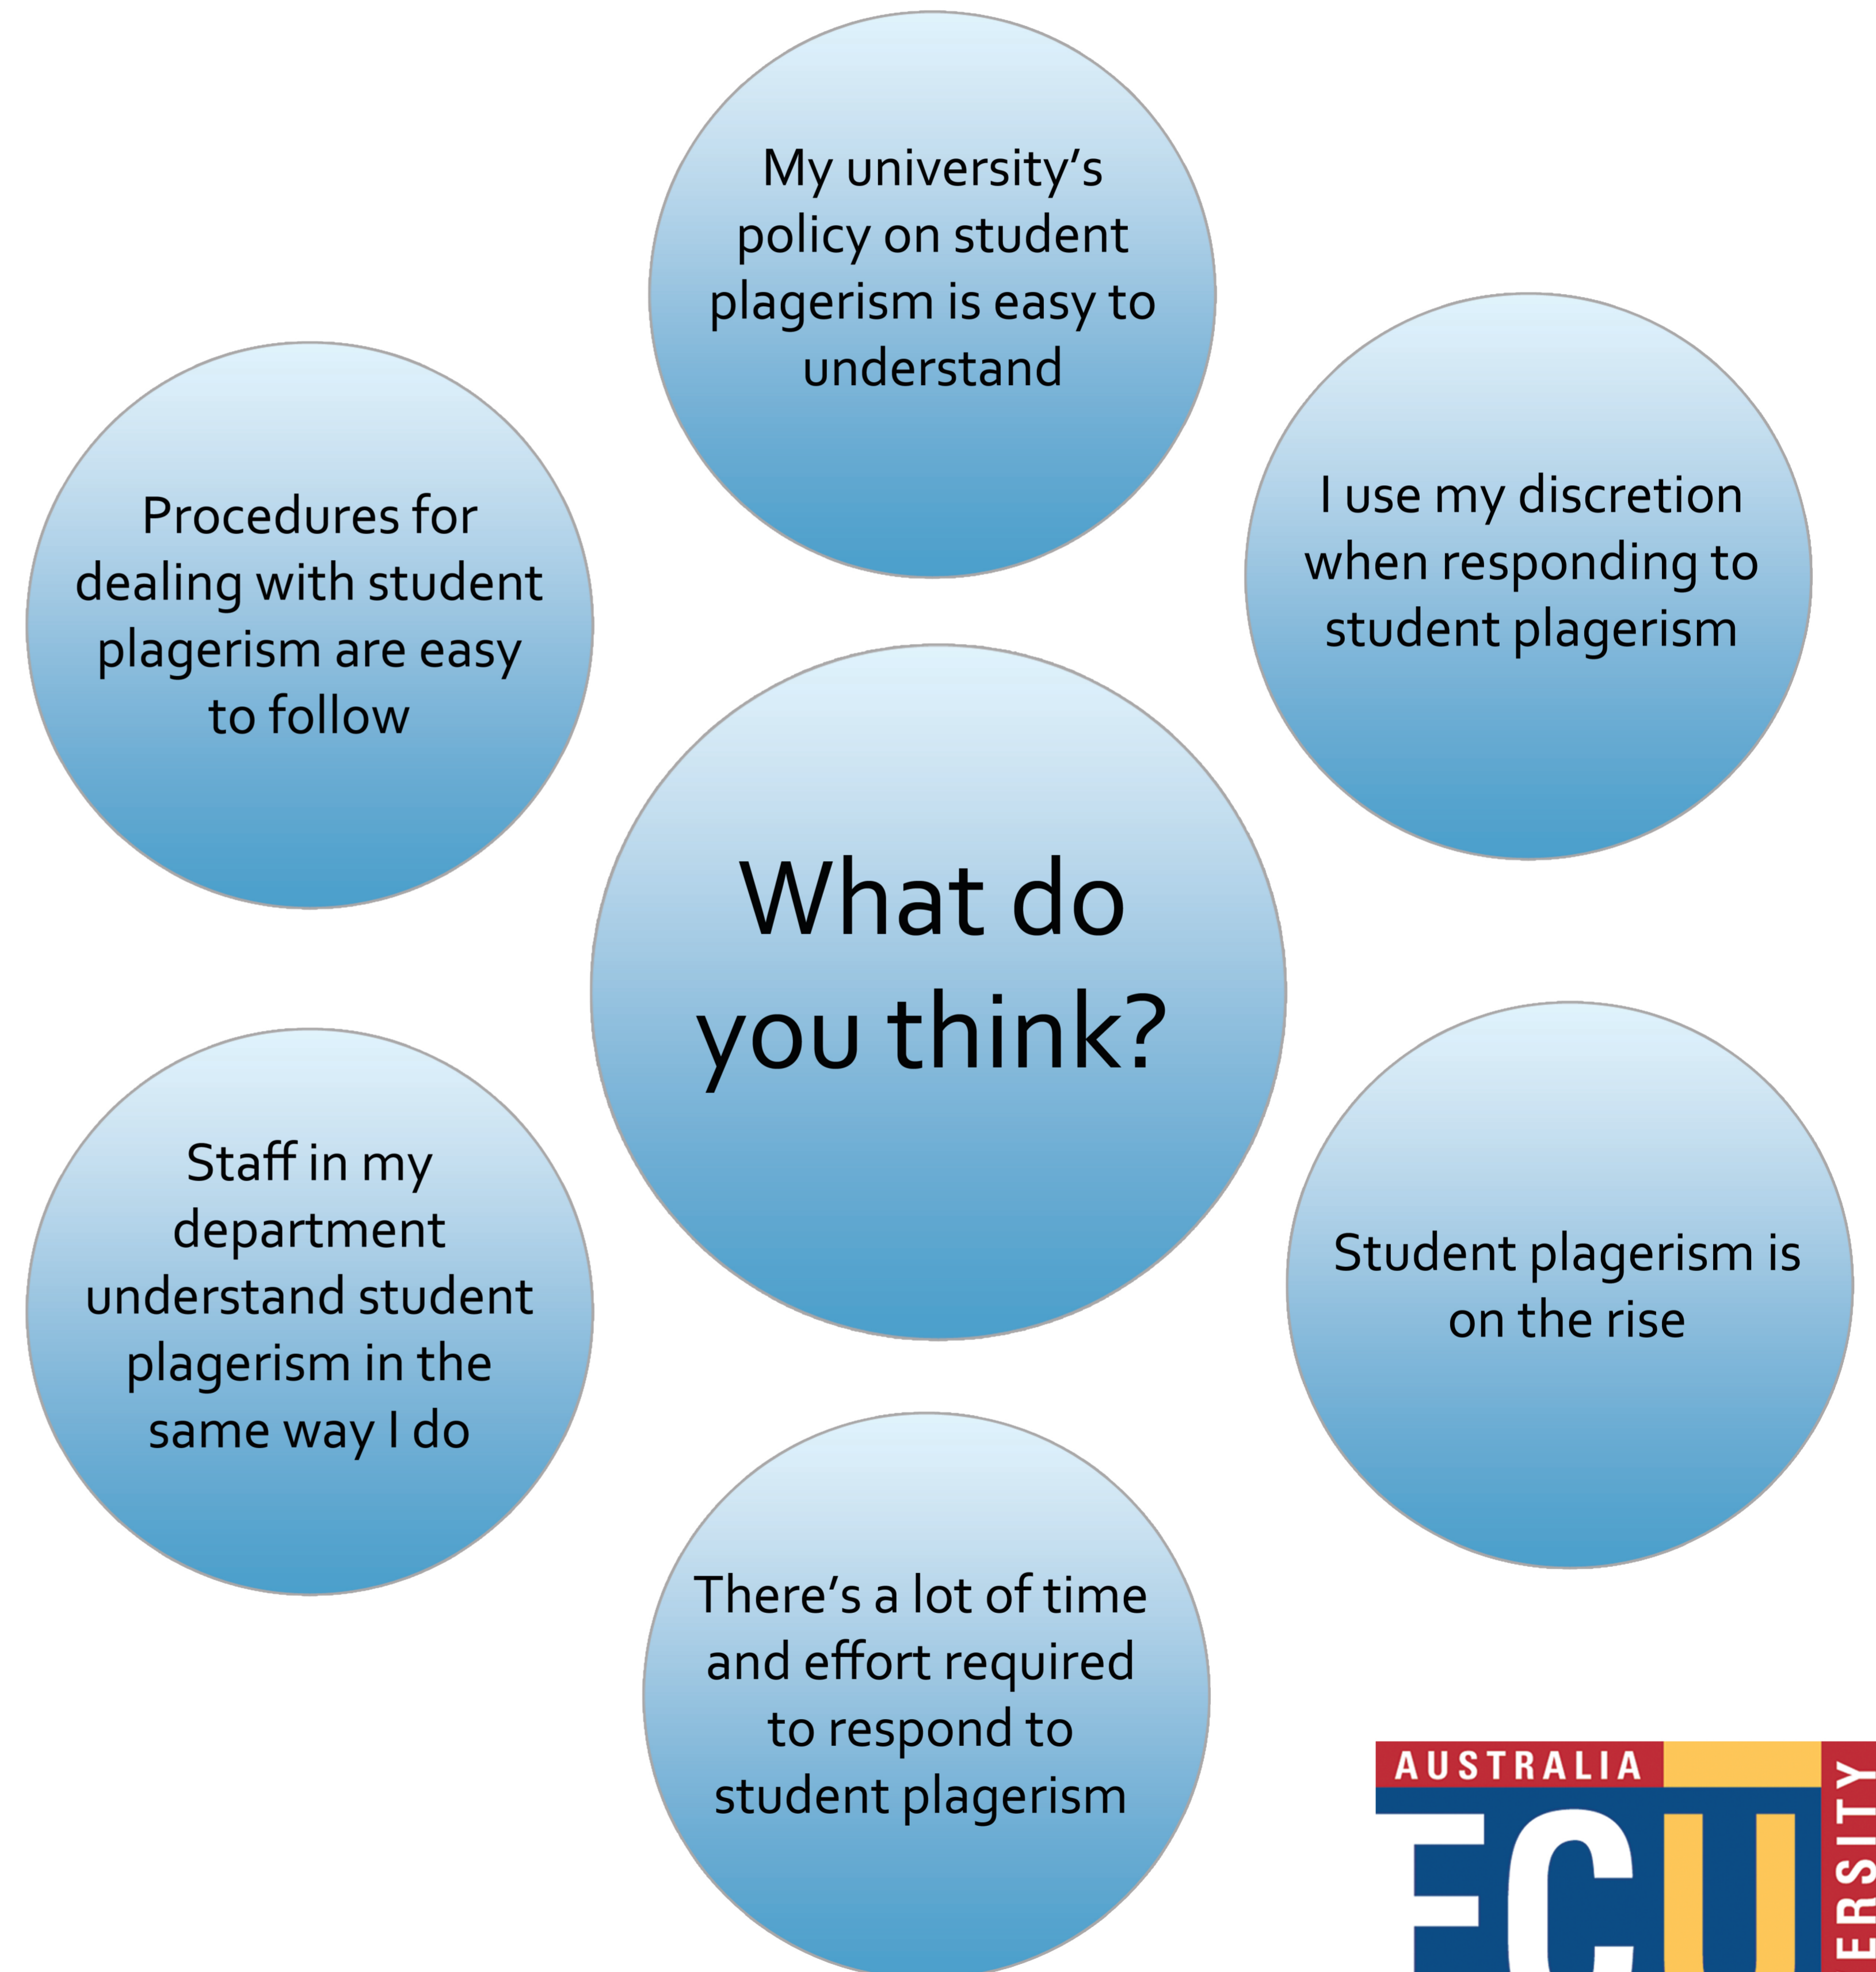 My university's
policy on student
plagerism is easy to
understand
Procedures for
dealing with student
plagerism are easy
to follow
I use my discretion
when responding to
student plagerism
What do
you think?
Staff in my
department
understand student
plagerism in the
same way I do
Student plagerism is
on the rise
There's a lot of time
and effort required
to respond to
student plagerism
AUSTRALIA
ECU